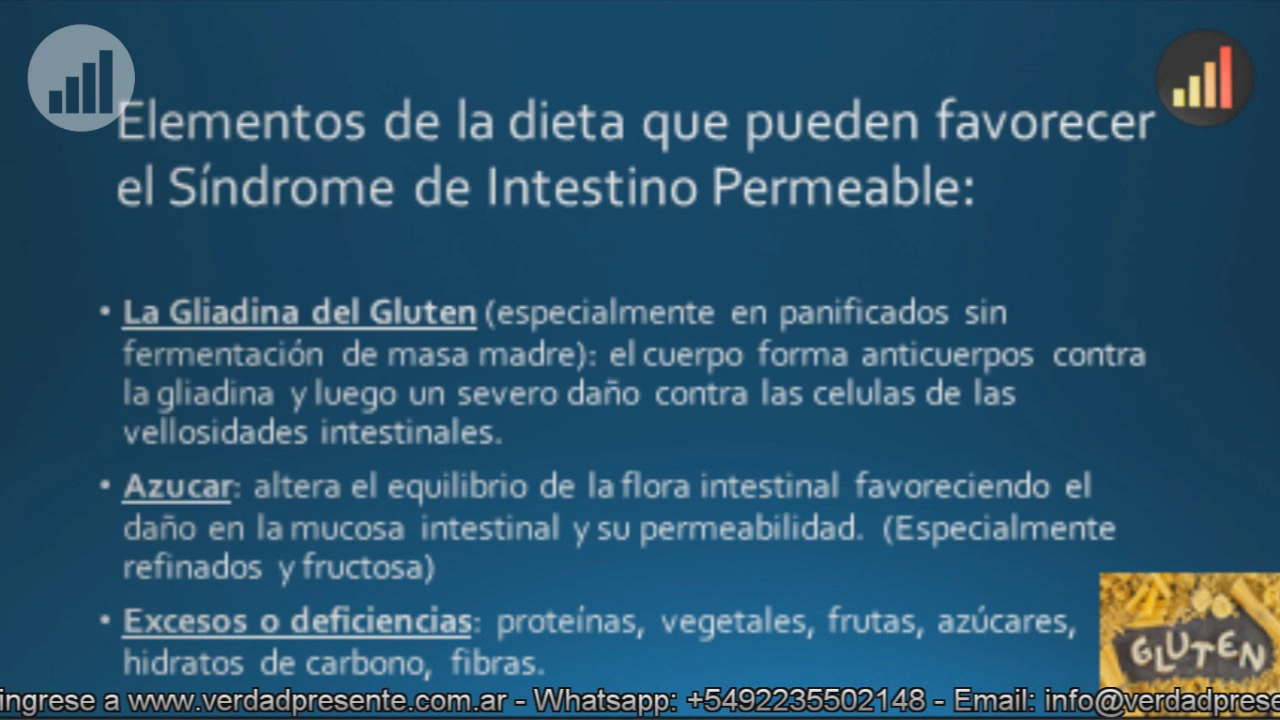 Elementos de la dieta que pueden favorecer
el Síndrome de Intestino Permeable:
• La Gliadina del Gluten (especialmente en panificados sin
fermentación de masa madre): el cuerpo forma anticuerpos contra
la gliadina y luego un severo daño contra las celulas de las
vellosidades intestinales.
• Azucar: altera el equilibrio de la flora intestinal favoreciendo el
daño en la mucosa intestinal y su permeabilidad. (Especialmente
refinados y fructosa)
• Excesos o deficiencias: proteínas, vegetales, frutas, azúcares,
hidratos de carbono, fibras.
GLUTEN
ingrese a www.verdadpresente.com.ar - Whatsapp: +5492235502148 - Email: info@verdadprese